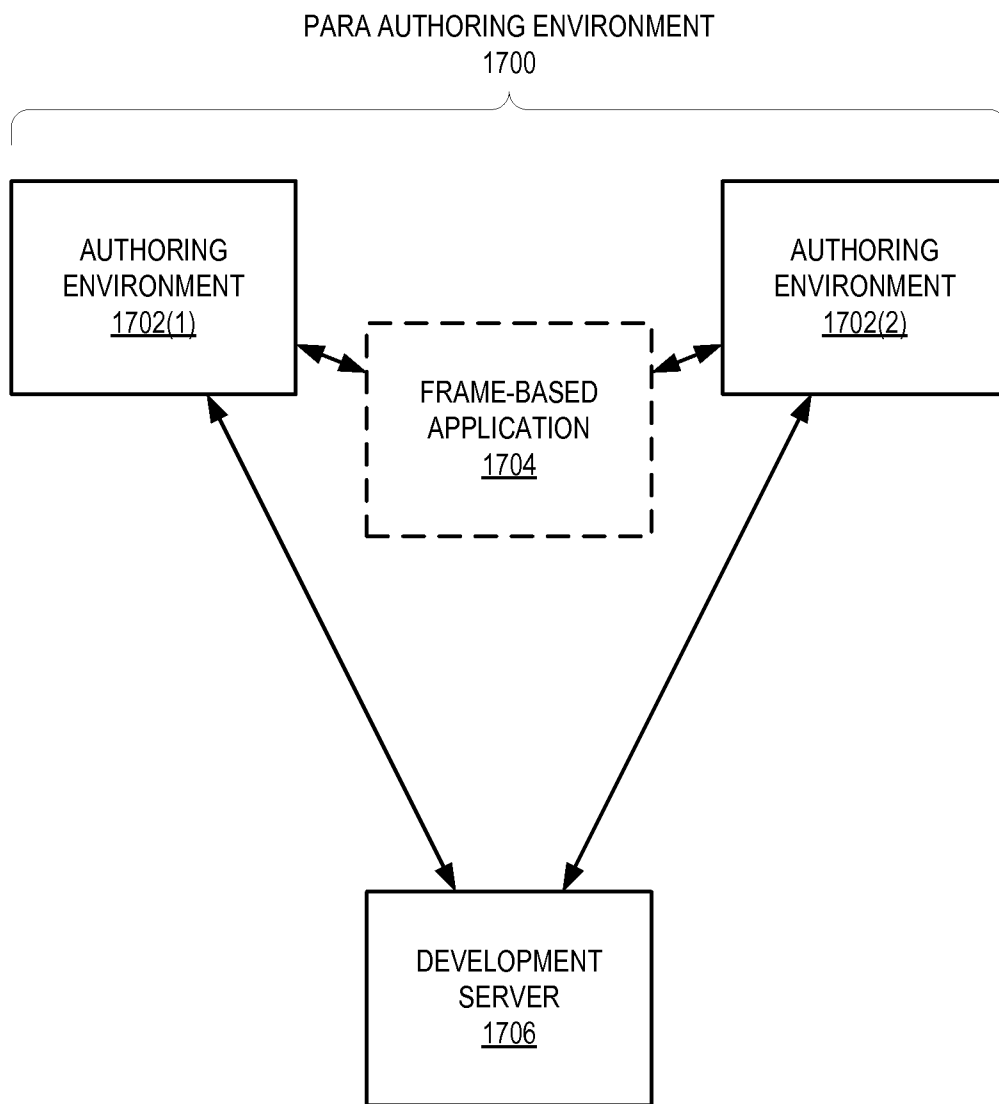 PARA AUTHORING ENVIRONMENT
1700
AUTHORING
ENVIRONMENT
1702(1)
AUTHORING
ENVIRONMENT
1702(2)
FRAME-BASED
APPLICATION
1704
DEVELOPMENT
SERVER
1706